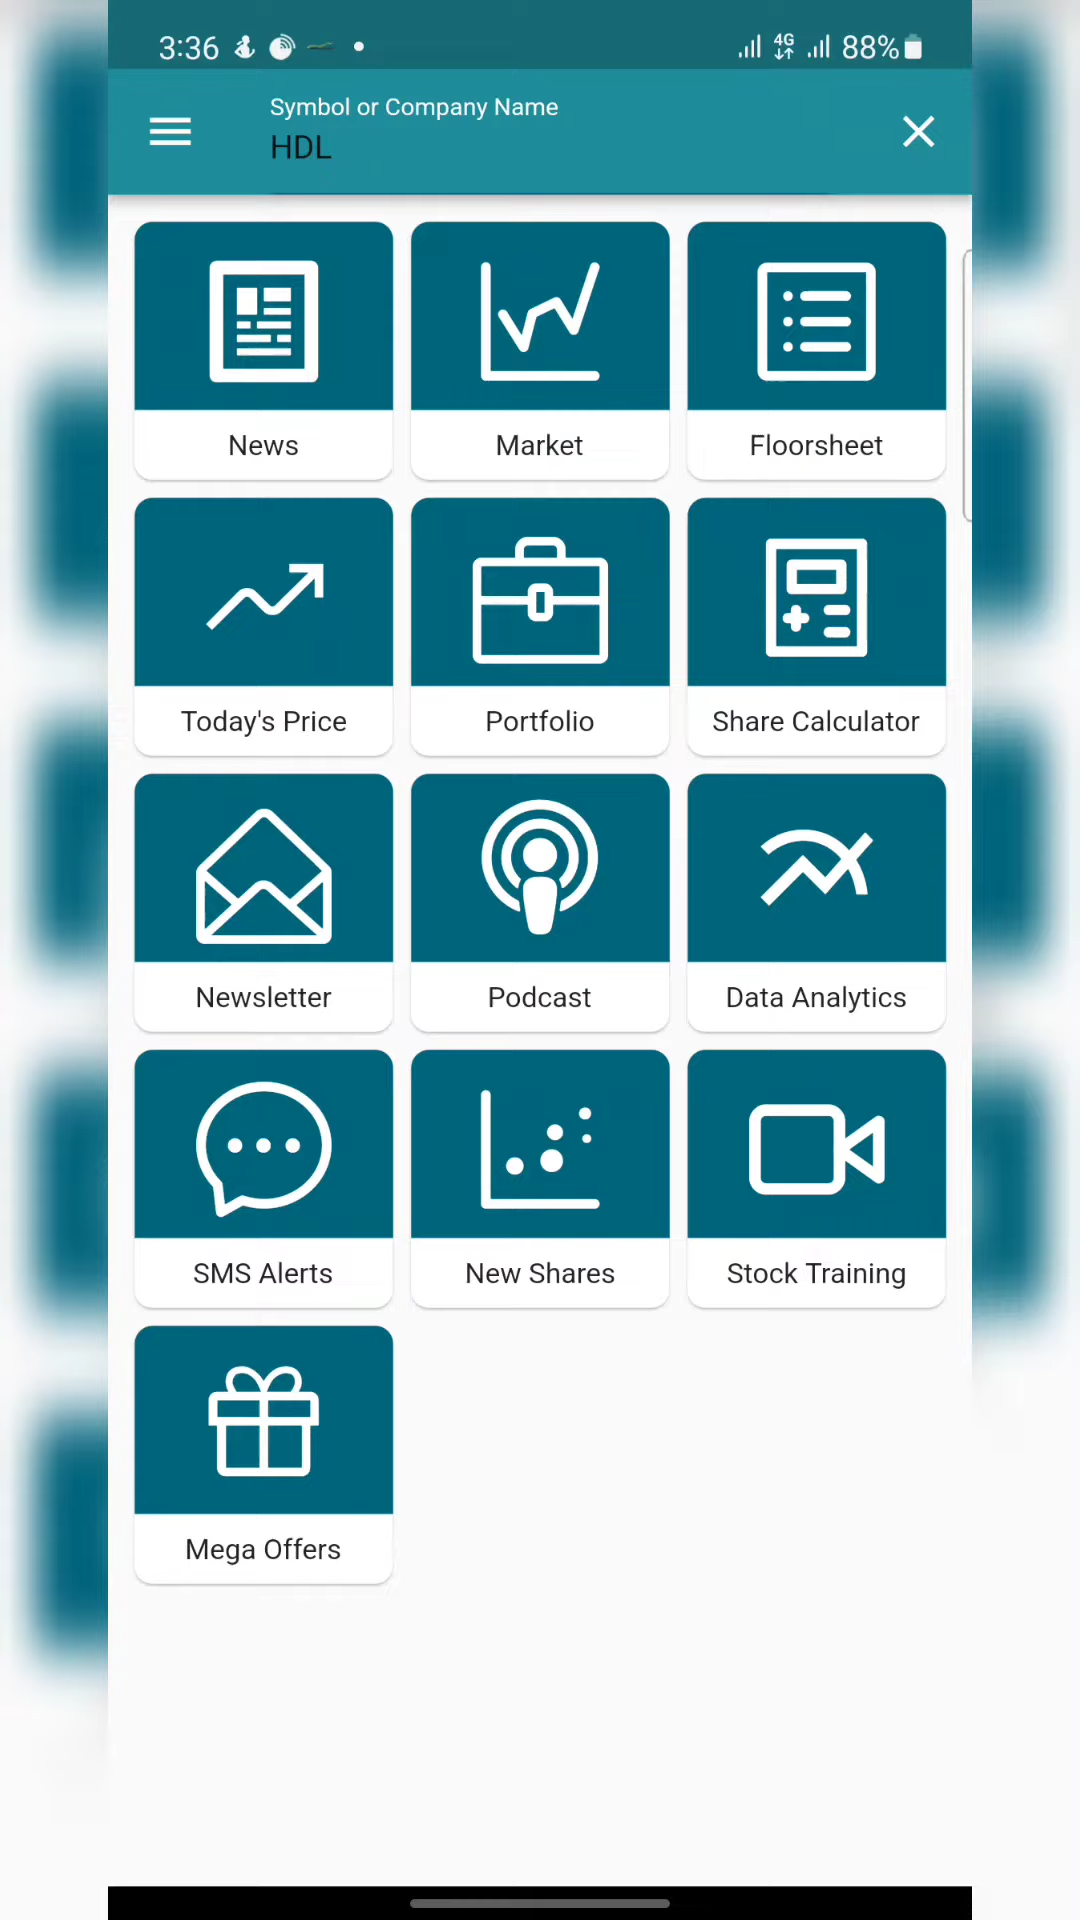 3:36
4G
88%
Symbol or Company Name
HDL
News
Market
Floorsheet
Today's Price
Portfolio
Share Calculator
Newsletter
Podcast
Data Analytics
SMS Alerts
New Shares
Stock Training
Mega Offers